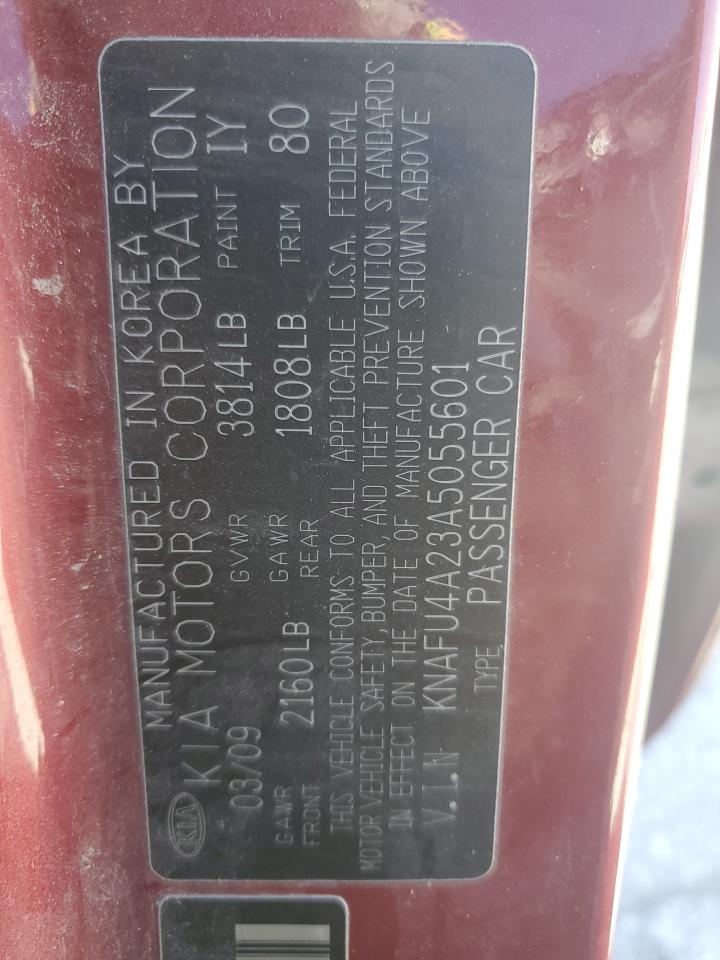 MANUFACTURED IN KOREA BY
KIA KIA MOTORS CORPORATION
03/09 GVWR 3814LB PAINT IY
GAWR FRONT 2160LB GAWR REAR 1808LB TRIM 80
THIS VEHICLE CONFORMS TO ALL APPLICABLE U.S.A. FEDERAL
MOTOR VEHICLE SAFETY, BUMPER, AND THEFT PREVENTION STANDARDS
IN EFFECT ON THE DATE OF MANUFACTURE SHOWN ABOVE
V.I.N KNAFU4A23A5055601
TYPE PASSENGER CAR